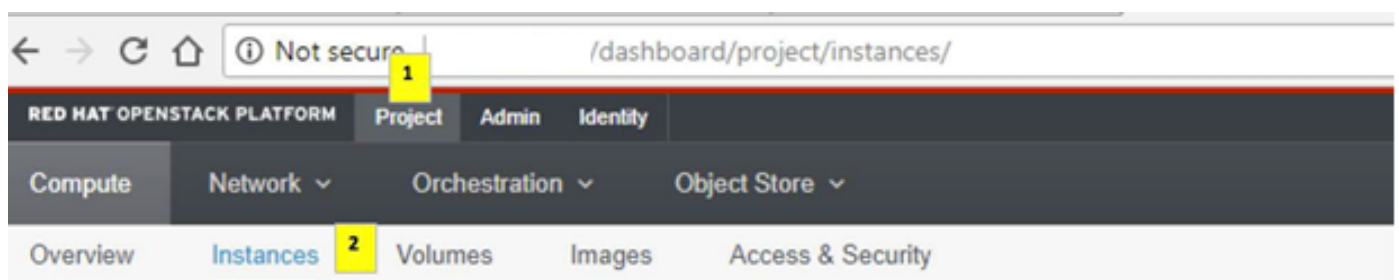 Not secure /dashboard/project/instances/
1
RED HAT OPENSTACK PLATFORM Project Admin Identity
Compute Network Orchestration Object Store
Overview Instances 2 Volumes Images Access & Security